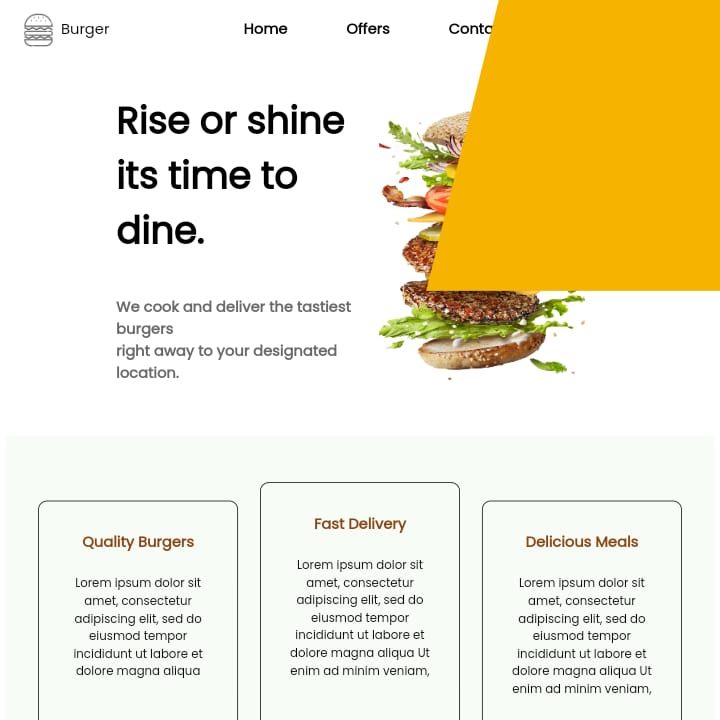 Burger
Home
Offers
Rise or shine
its time to
dine.
We cook and deliver the tastiest
burgers
right away to your designated
location.
Quality Burgers
Lorem ipsum dolor sit
amet, consectetur
adipiscing elit, sed do
eiusmod tempor
incididunt ut labore et
dolore magna aliqua
Fast Delivery
Lorem ipsum dolor sit
amet, consectetur
adipiscing elit, sed do
eiusmod tempor
incididunt ut labore et
dolore magna aliqua Ut
enim ad minim veniam,
Delicious Meals
Lorem ipsum dolor sit
amet, consectetur
adipiscing elit, sed do
eiusmod tempor
incididunt ut labore et
dolore magna aliqua Ut
enim ad minim veniam,